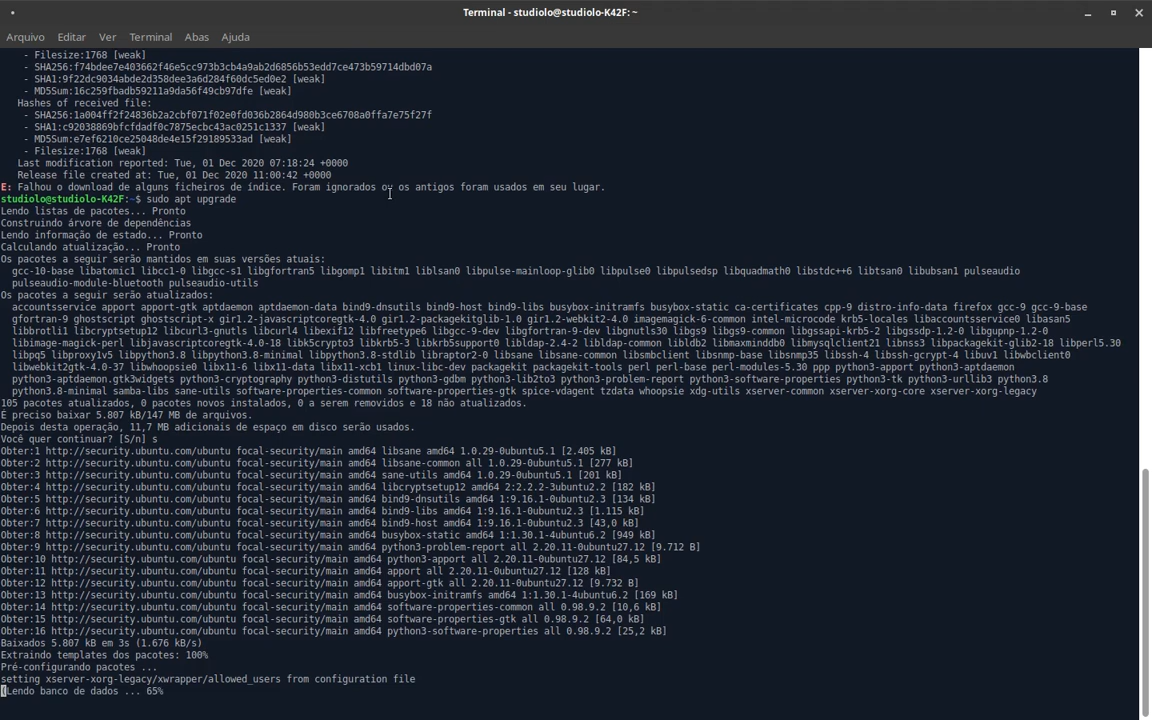 Terminal - studiolo@studiolo-K42F: ~
Arquivo Editar Ver Terminal Abas Ajuda
- Filesize:1768 [weak]
- SHA256:f74bdee7e403662f46e5cc973b3cb4a9ab2d6856b53edd7ce473b59714dbd07a
- SHA1:9f22dc9034abde2d358dee3a6d284f60dc5ed0e2 [weak]
- MD5Sum:16c259fbadb59211a9da56f49cb97dfe [weak]
Hashes of received file:
- SHA256:1a004ff2f24836b2a2cbf071f02e0fd036b2864d980b3ce6708a0ffa7e75f27f
- SHA1:c92038869bfcfdadf0c7875ecbc43ac0251c1337 [weak]
- MD5Sum:e7ef6210ce25048de4e15f29189533ad [weak]
- Filesize:1768 [weak]
Last modification reported: Tue, 01 Dec 2020 07:18:24 +0000
Release file created at: Tue, 01 Dec 2020 11:00:42 +0000
E: Falhou o download de alguns ficheiros de índice. Foram ignorados ou os antigos foram usados em seu lugar.
studiolo@studiolo-K42F:~$ sudo apt upgrade
Lendo listas de pacotes... Pronto
Construindo árvore de dependências
Lendo informação de estado... Pronto
Calculando atualização... Pronto
Os pacotes a seguir serão mantidos em suas versões atuais:
gcc-10-base libatomic1 libcc1-0 libgcc-s1 libgfortran5 libgomp1 libitm1 liblsan0 libpulse-mainloop-glib0 libpulse0 libpulsedsp libquadmath0 libstdc++6 libtsan0 libubsan1 pulseaudio
pulseaudio-module-bluetooth pulseaudio-utils
Os pacotes a seguir serão atualizados:
accountsservice apport apport-gtk aptdaemon aptdaemon-data bind9-dnsutils bind9-host bind9-libs busybox-initramfs busybox-static ca-certificates cpp-9 distro-info-data firefox gcc-9 gcc-9-base
gfortran-9 ghostscript ghostscript-x gir1.2-javascriptcoregtk-4.0 gir1.2-packagekitglib-1.0 gir1.2-webkit2-4.0 imagemagick-6-common intel-microcode krb5-locales libaccountsservice0 libasan5
libbrotli1 libcryptsetup12 libcurl3-gnutls libcurl4 libexif12 libfreetype6 libgcc-9-dev libgfortran-9-dev libgnutls30 libgs9 libgs9-common libgssapi-krb5-2 libgssdp-1.2-0 libgupnp-1.2-0
libimage-magick-perl libjavascriptcoregtk-4.0-18 libk5crypto3 libkrb5-3 libkrb5support0 libldap-2.4-2 libldap-common libldb2 libmaxminddb0 libmysqlclient21 libnss3 libpackagekit-glib2-18 libperl5.30
libpq5 libproxy1v5 libpython3.8 libpython3.8-minimal libpython3.8-stdlib libraptor2-0 libsane libsane-common libsmbclient libsnmp-base libsnmp35 libssh-4 libssh-gcrypt-4 libuv1 libwbclient0
libwebkit2gtk-4.0-37 libwhoopsie0 libx11-6 libx11-data libx11-xcb1 linux-libc-dev packagekit packagekit-tools perl perl-base perl-modules-5.30 ppp python3-apport python3-aptdaemon
python3-aptdaemon.gtk3widgets python3-cryptography python3-distutils python3-gdbm python3-lib2to3 python3-problem-report python3-software-properties python3-tk python3-urllib3 python3.8
python3.8-minimal samba-libs sane-utils software-properties-common software-properties-gtk spice-vdagent tzdata whoopsie xdg-utils xserver-common xserver-xorg-core xserver-xorg-legacy
105 pacotes atualizados, 0 pacotes novos instalados, 0 a serem removidos e 18 não atualizados.
É preciso baixar 5.807 kB/147 MB de arquivos.
Depois desta operação, 11,7 MB adicionais de espaço em disco serão usados.
Você quer continuar? [S/n] s
Obter:1 http://security.ubuntu.com/ubuntu focal-security/main amd64 libsane amd64 1.0.29-0ubuntu5.1 [2.405 kB]
Obter:2 http://security.ubuntu.com/ubuntu focal-security/main amd64 libsane-common all 1.0.29-0ubuntu5.1 [277 kB]
Obter:3 http://security.ubuntu.com/ubuntu focal-security/main amd64 sane-utils amd64 1.0.29-0ubuntu5.1 [201 kB]
Obter:4 http://security.ubuntu.com/ubuntu focal-security/main amd64 libcryptsetup12 amd64 2:2.2.2-3ubuntu2.2 [182 kB]
Obter:5 http://security.ubuntu.com/ubuntu focal-security/main amd64 bind9-dnsutils amd64 1:9.16.1-0ubuntu2.3 [134 kB]
Obter:6 http://security.ubuntu.com/ubuntu focal-security/main amd64 bind9-libs amd64 1:9.16.1-0ubuntu2.3 [1.115 kB]
Obter:7 http://security.ubuntu.com/ubuntu focal-security/main amd64 bind9-host amd64 1:9.16.1-0ubuntu2.3 [43,0 kB]
Obter:8 http://security.ubuntu.com/ubuntu focal-security/main amd64 busybox-static amd64 1:1.30.1-4ubuntu6.2 [949 kB]
Obter:9 http://security.ubuntu.com/ubuntu focal-security/main amd64 python3-problem-report all 2.20.11-0ubuntu27.12 [9.712 B]
Obter:10 http://security.ubuntu.com/ubuntu focal-security/main amd64 python3-apport all 2.20.11-0ubuntu27.12 [84,5 kB]
Obter:11 http://security.ubuntu.com/ubuntu focal-security/main amd64 apport all 2.20.11-0ubuntu27.12 [128 kB]
Obter:12 http://security.ubuntu.com/ubuntu focal-security/main amd64 apport-gtk all 2.20.11-0ubuntu27.12 [9.732 B]
Obter:13 http://security.ubuntu.com/ubuntu focal-security/main amd64 busybox-initramfs amd64 1:1.30.1-4ubuntu6.2 [169 kB]
Obter:14 http://security.ubuntu.com/ubuntu focal-security/main amd64 software-properties-common all 0.98.9.2 [10,6 kB]
Obter:15 http://security.ubuntu.com/ubuntu focal-security/main amd64 software-properties-gtk all 0.98.9.2 [64,0 kB]
Obter:16 http://security.ubuntu.com/ubuntu focal-security/main amd64 python3-software-properties all 0.98.9.2 [25,2 kB]
Baixados 5.807 kB em 3s (1.676 kB/s)
Extraindo templates dos pacotes: 100%
Pré-configurando pacotes ...
setting xserver-xorg-legacy/xwrapper/allowed_users from configuration file
(Lendo banco de dados ... 65%